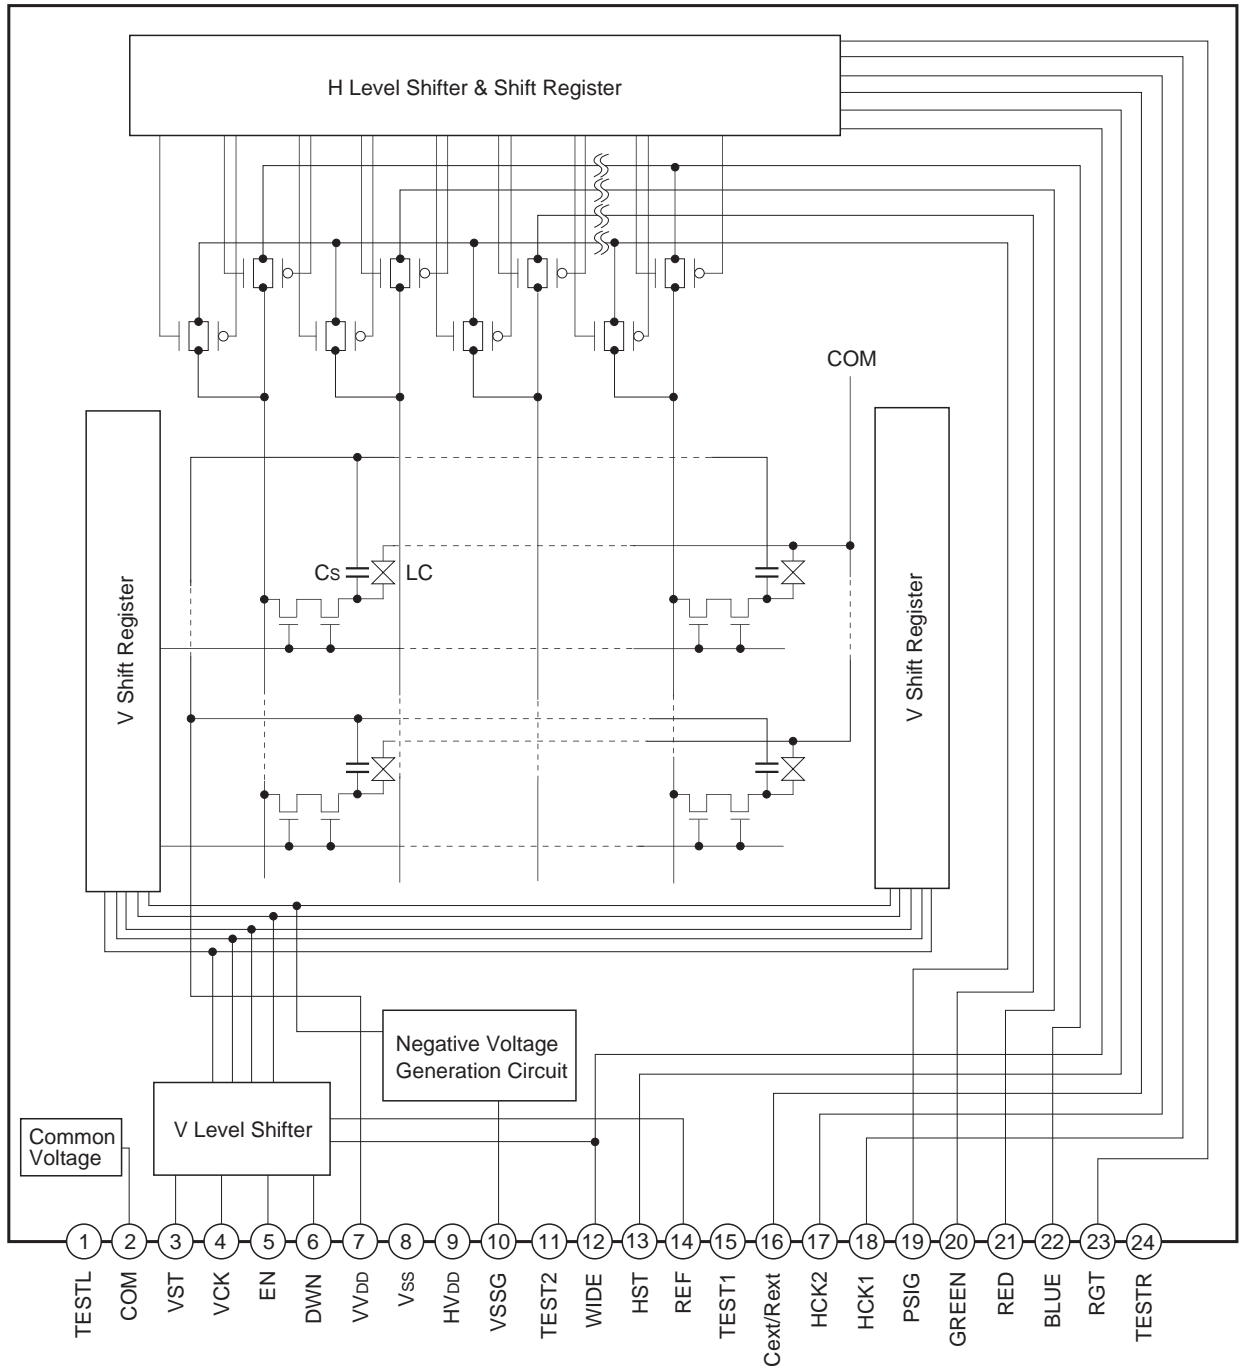 H Level Shifter & Shift Register
COM
Cs
LC
V Shift Register
V Shift Register
Negative Voltage
Generation Circuit
V Level Shifter
Common
Voltage
1
2
3
4
5
6
7
8
9
10
11
12
13
14
15
16
17
18
19
20
21
22
23
24
TESTL
COM
VST
VCK
EN
DWN
VVDD
VSS
HVDD
VSSG
TEST2
WIDE
HST
REF
TEST1
Cext/Rext
HCK2
HCK1
PSIG
GREEN
RED
BLUE
RGT
TESTR